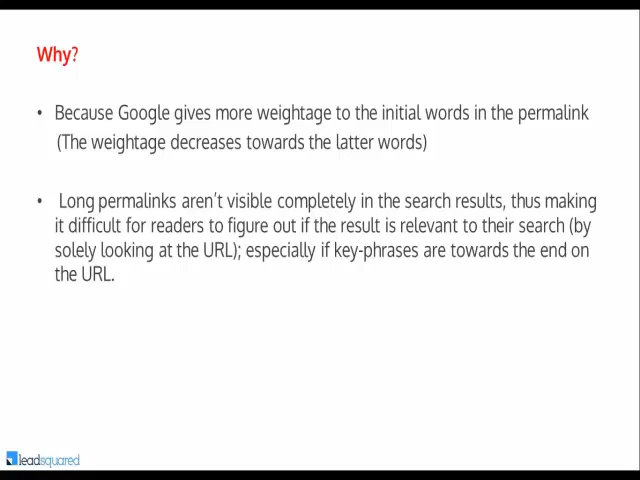 Why?
• Because Google gives more weightage to the initial words in the permalink
(The weightage decreases towards the latter words)
• Long permalinks aren't visible completely in the search results, thus making
it difficult for readers to figure out if the result is relevant to their search (by
solely looking at the URL); especially if key-phrases are towards the end on
the URL.
leadsquared